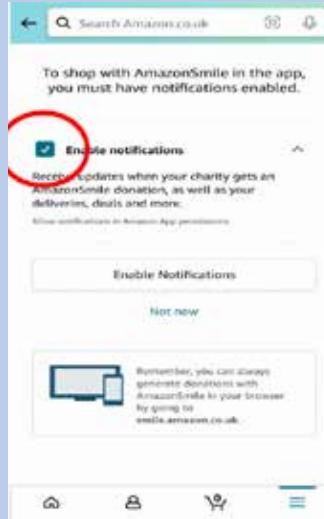 Search Amazon.co.uk
To shop with AmazonSmile in the app,
you must have notifications enabled.
Enable notifications
Receive updates when your charity gets an
AmazonSmile donation, as well as your
deliveries, deals and more.
Allow notifications in Amazon App permissions
Enable Notifications
Not now
Remember, you can always
generate donations with
AmazonSmile in your browser
by going to
smile.amazon.co.uk.